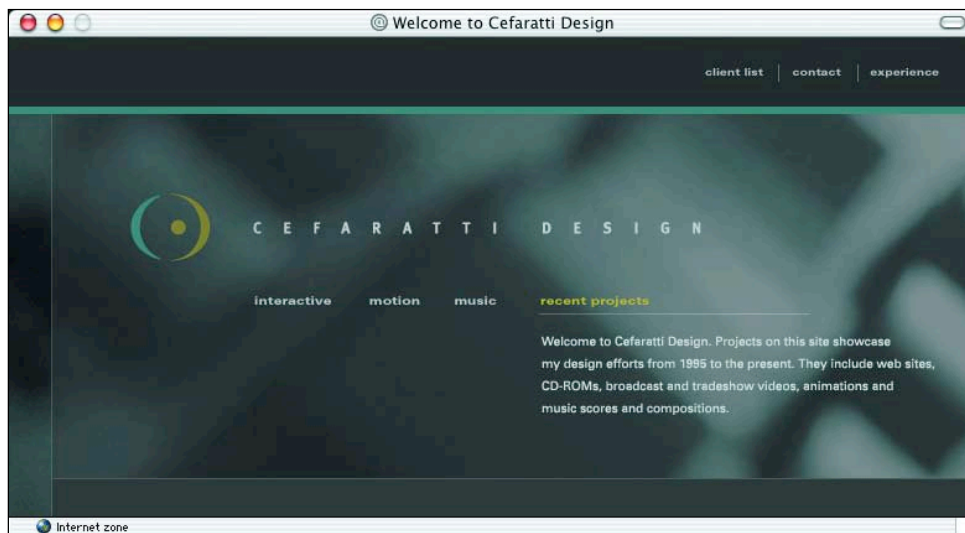 Welcome to Cefaratti Design
client list contact experience
CEFARATTI DESIGN
interactive motion music recent projects
Welcome to Cefaratti Design. Projects on this site showcase
my design efforts from 1995 to the present. They include web sites,
CD-ROMs, broadcast and tradeshow videos, animations and
music scores and compositions.
Internet zone